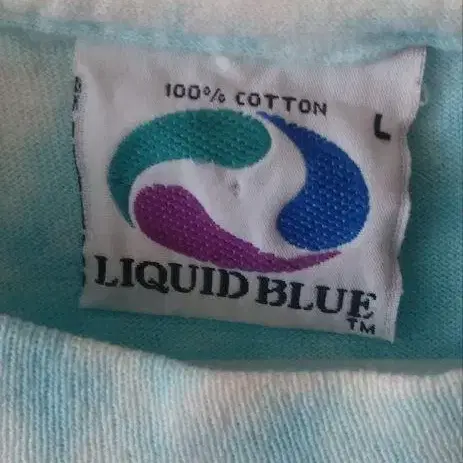 100% COTTON
L
LIQUID BLUE
TM